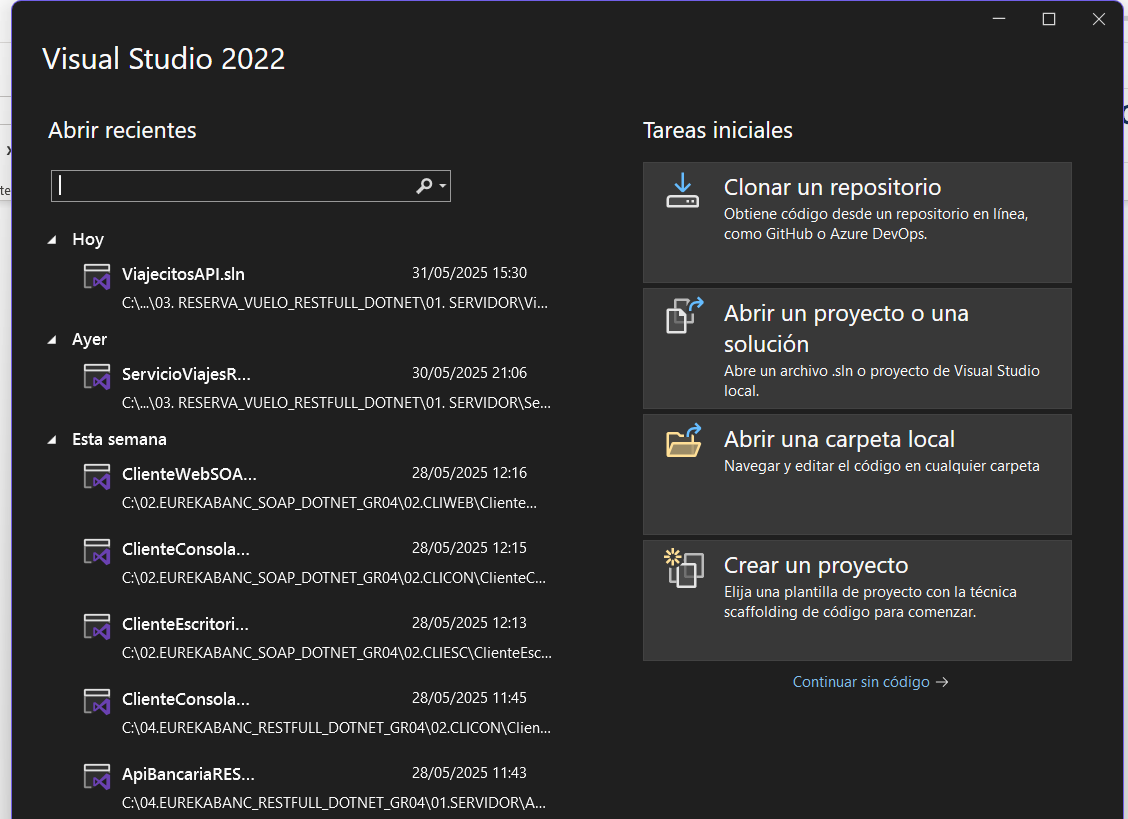 Visual Studio 2022
Abrir recientes
Hoy
ViajecitosAPI.sln 31/05/2025 15:30
C:\...\03. RESERVA_VUELO_RESTFULL_DOTNET\01. SERVIDOR\Vi...
Ayer
ServicioViajesR... 30/05/2025 21:06
C:\...\03. RESERVA_VUELO_RESTFULL_DOTNET\01. SERVIDOR\Se...
Esta semana
ClienteWebSOA... 28/05/2025 12:16
C:\02.EUREKABANC_SOAP_DOTNET_GR04\02.CLIWEB\Cliente...
ClienteConsola... 28/05/2025 12:15
C:\02.EUREKABANC_SOAP_DOTNET_GR04\02.CLICON\ClienteC...
ClienteEscritori... 28/05/2025 12:13
C:\02.EUREKABANC_SOAP_DOTNET_GR04\02.CLIESC\ClienteEsc...
ClienteConsola... 28/05/2025 11:45
C:\04.EUREKABANC_RESTFULL_DOTNET_GR04\02.CLICON\Clien...
ApiBancariaRES... 28/05/2025 11:43
C:\04.EUREKABANC_RESTFULL_DOTNET_GR04\01.SERVIDOR\A...
Tareas iniciales
Clonar un repositorio
Obtiene código desde un repositorio en línea,
como GitHub o Azure DevOps.
Abrir un proyecto o una
solución
Abre un archivo .sln o proyecto de Visual Studio
local.
Abrir una carpeta local
Navegar y editar el código en cualquier carpeta
Crear un proyecto
Elija una plantilla de proyecto con la técnica
scaffolding de código para comenzar.
Continuar sin código →